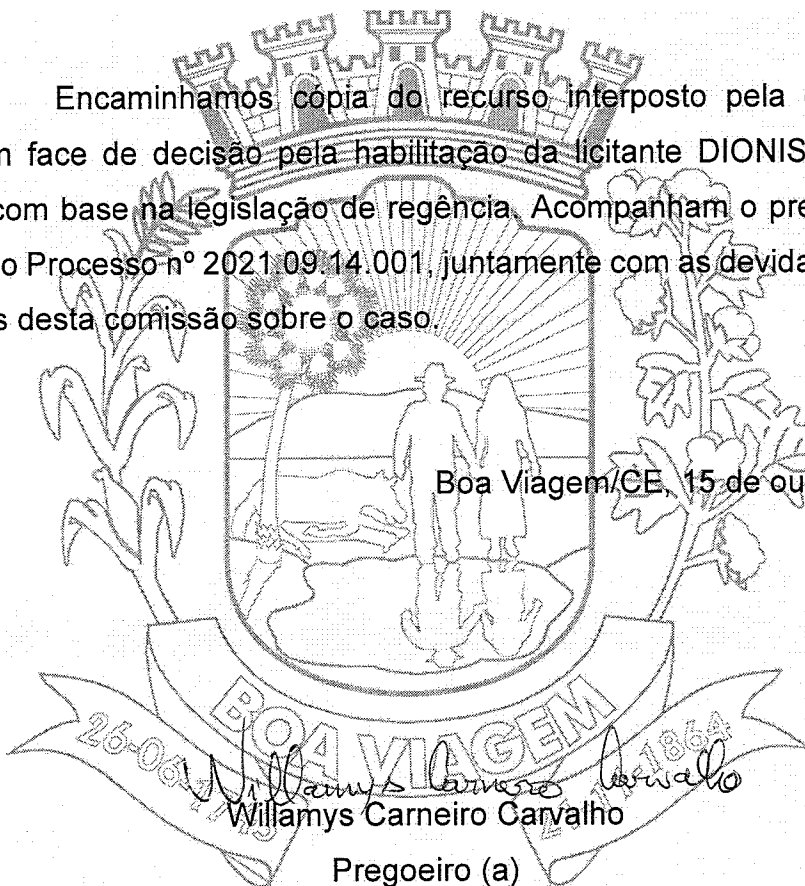 Encaminhamos cópia do recurso interposto pela
m face de decisão pela habilitação da licitante DIONIS
com base na legislação de regência. Acompanham o pre
o Processo nº 2021.09.14.001, juntamente com as devida
s desta comissão sobre o caso.
Boa Viagem/CE, 15 de ou
BOA VIAGEM
Willamys Carneiro Carvalho
Willamys Carneiro Carvalho
Pregoeiro (a)